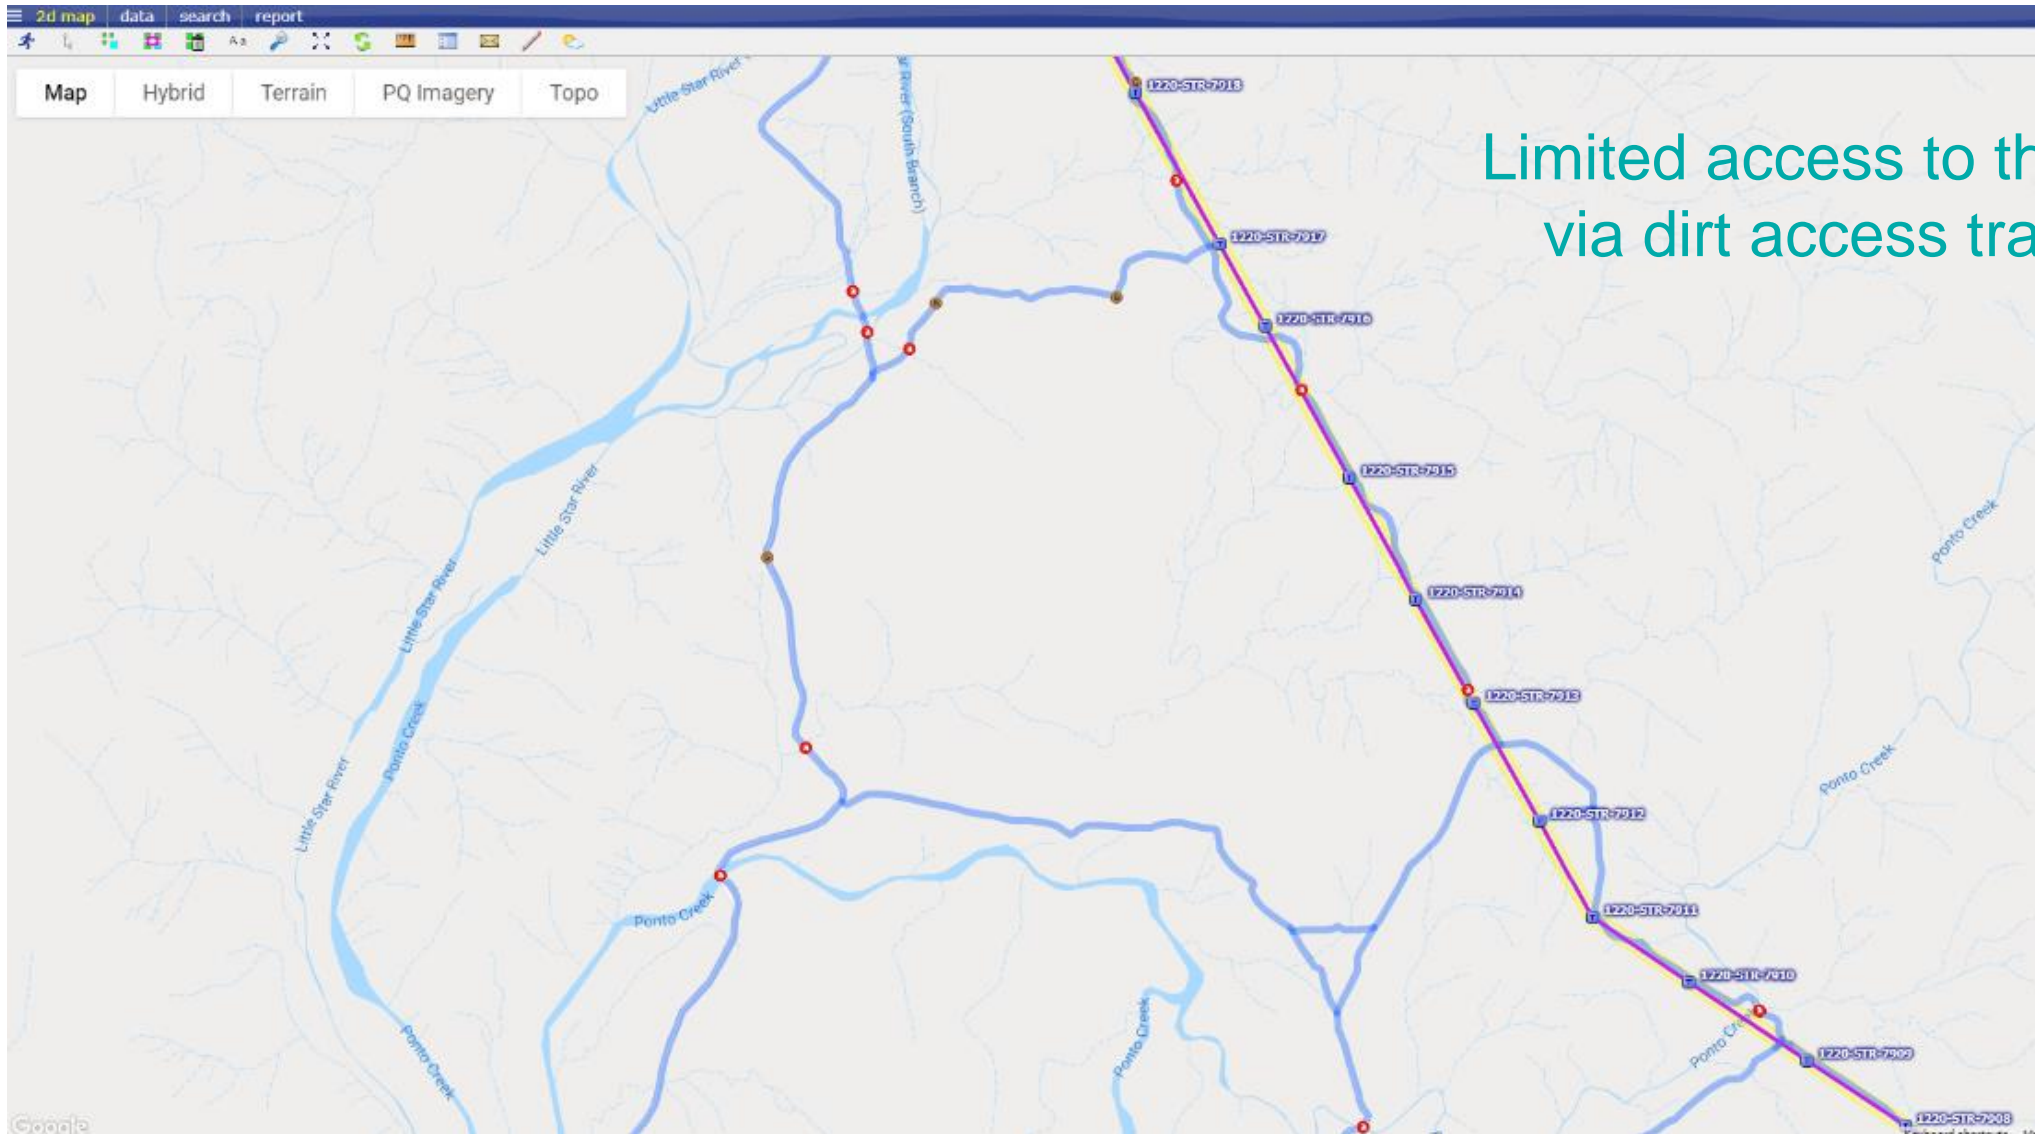 2d map data search report
Map Hybrid Terrain PQ Imagery Topo
Limited access to th
via dirt access tra
Little Star River
River (South Branch)
1220-STR-7918
1220-STR-7917
1220-STR-7916
1220-STR-7915
1220-STR-7914
1220-STR-7913
1220-STR-7912
1220-STR-7911
1220-STR-7910
1220-STR-7909
1220-STR-7908
Little Star River
Little Star River
Little Star River
Ponto Creek
Ponto Creek
Ponto Creek
Ponto Creek
Ponto Creek
Ponto Creek
Ponto Creek
Google